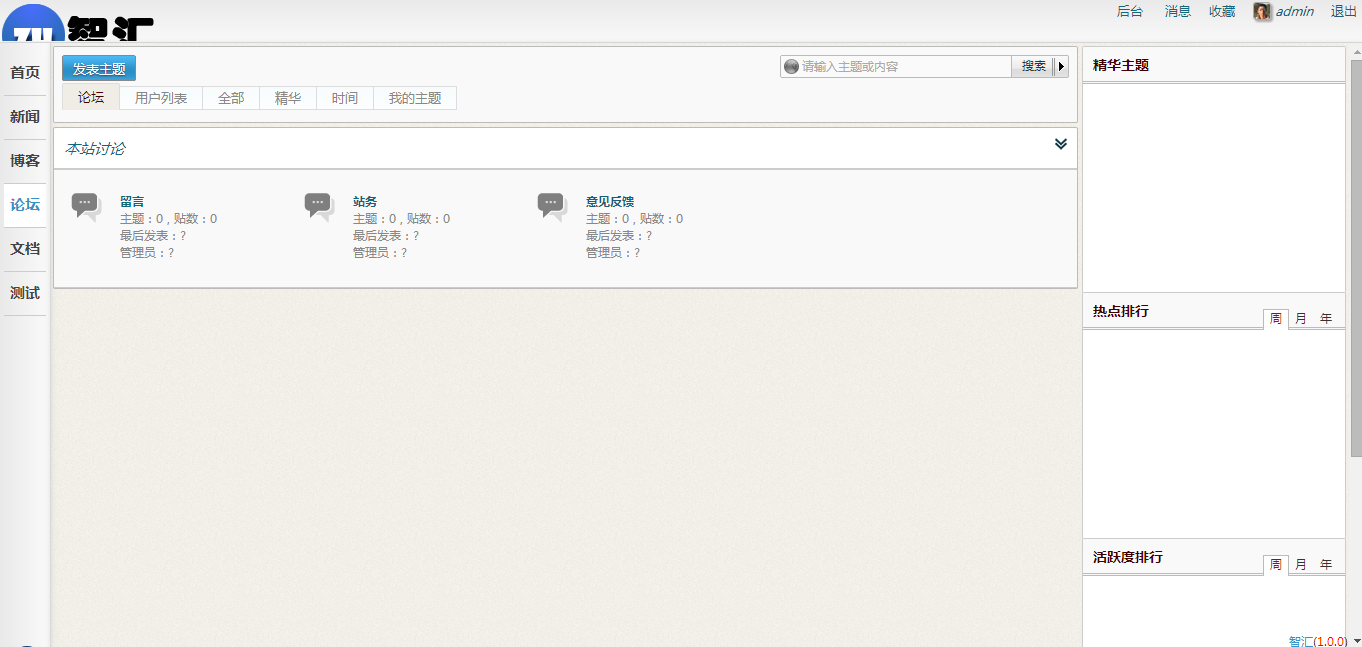 智汇
后台 消息 收藏 admin 退出
首页
新闻
博客
论坛
文档
测试
发表主题
请输入主题或内容 搜索
论坛 用户列表 全部 精华 时间 我的主题
本站讨论
留言
主题：0 , 贴数：0
最后发表：?
管理员：?
站务
主题：0 , 贴数：0
最后发表：?
管理员：?
意见反馈
主题：0 , 贴数：0
最后发表：?
管理员：?
精华主题
热点排行 周 月 年
活跃度排行 周 月 年
智汇(1.0.0)